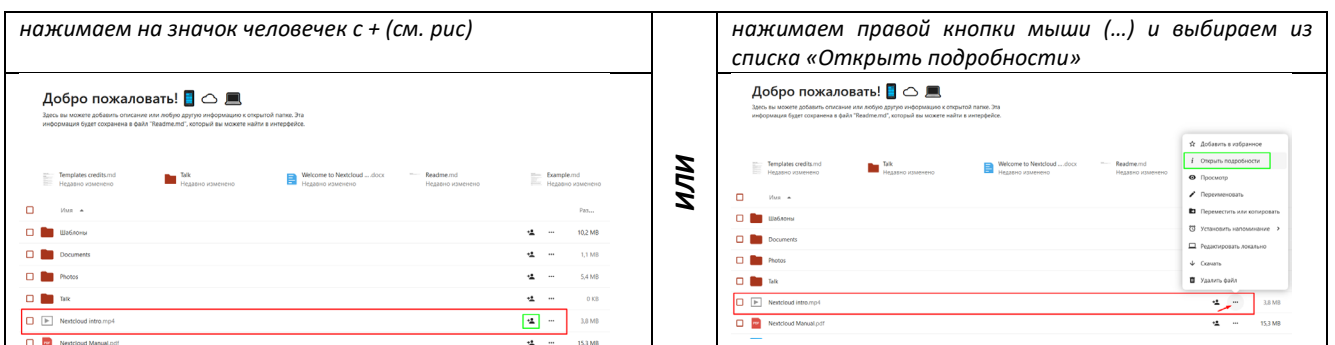 нажимаем на значок человечек с + (см. рис)
Добро пожаловать!
Здесь вы можете добавить описание или любую другую информацию к открытой папке. Эта
информация будет сохранена в файл "Readme.md", который вы можете найти в интерфейсе.
Templates credits.md
Недавно изменено
Talk
Недавно изменено
Welcome to Nextcloud ... .docx
Недавно изменено
Readme.md
Недавно изменено
Example.md
Недавно изменено
Имя
Раз...
Шаблоны ... 10,2 MB
Documents ... 1,1 MB
Photos ... 5,4 MB
Talk ... 0 KB
Nextcloud intro.mp4 ... 3,8 MB
Nextcloud Manual.pdf ... 15,3 MB
ИЛИ
нажимаем правой кнопки мыши (…) и выбираем из
списка «Открыть подробности»
Добро пожаловать!
Здесь вы можете добавить описание или любую другую информацию к открытой папке. Эта
информация будет сохранена в файл "Readme.md", который вы можете найти в интерфейсе.
Templates credits.md
Недавно изменено
Talk
Недавно изменено
Welcome to Nextcloud ... .docx
Недавно изменено
Readme.md
Недавно изменено
Добавить в избранное
Открыть подробности
Просмотр
Переименовать
Переместить или копировать
Установить напоминание
Редактировать локально
Скачать
Удалить файл
Имя
Шаблоны
Documents
Photos
Talk
Nextcloud intro.mp4 ... 3,8 MB
Nextcloud Manual.pdf ... 15,3 MB